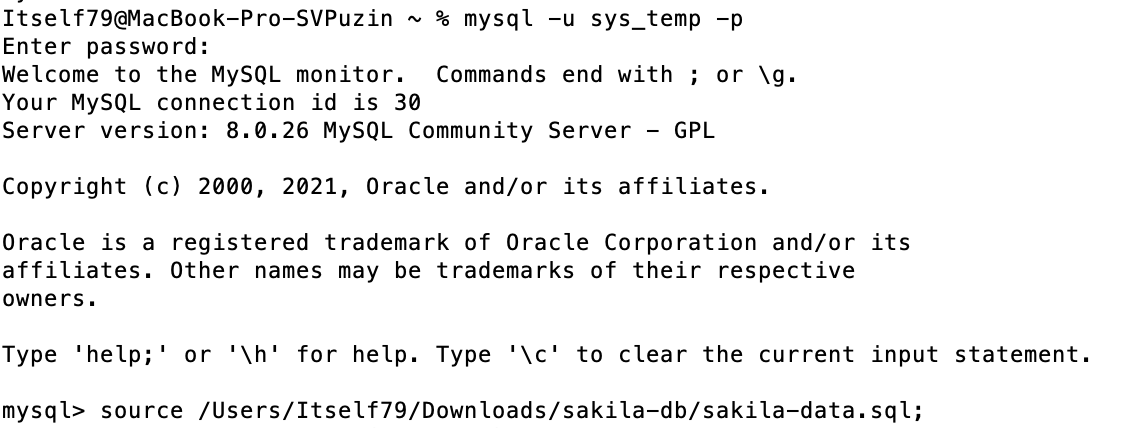 Itself79@MacBook-Pro-SVPuzin ~ % mysql -u sys_temp -p
Enter password:
Welcome to the MySQL monitor.  Commands end with ; or \g.
Your MySQL connection id is 30
Server version: 8.0.26 MySQL Community Server - GPL
Copyright (c) 2000, 2021, Oracle and/or its affiliates.
Oracle is a registered trademark of Oracle Corporation and/or its
affiliates. Other names may be trademarks of their respective
owners.
Type 'help;' or '\h' for help. Type '\c' to clear the current input statement.
mysql> source /Users/Itself79/Downloads/sakila-db/sakila-data.sql;